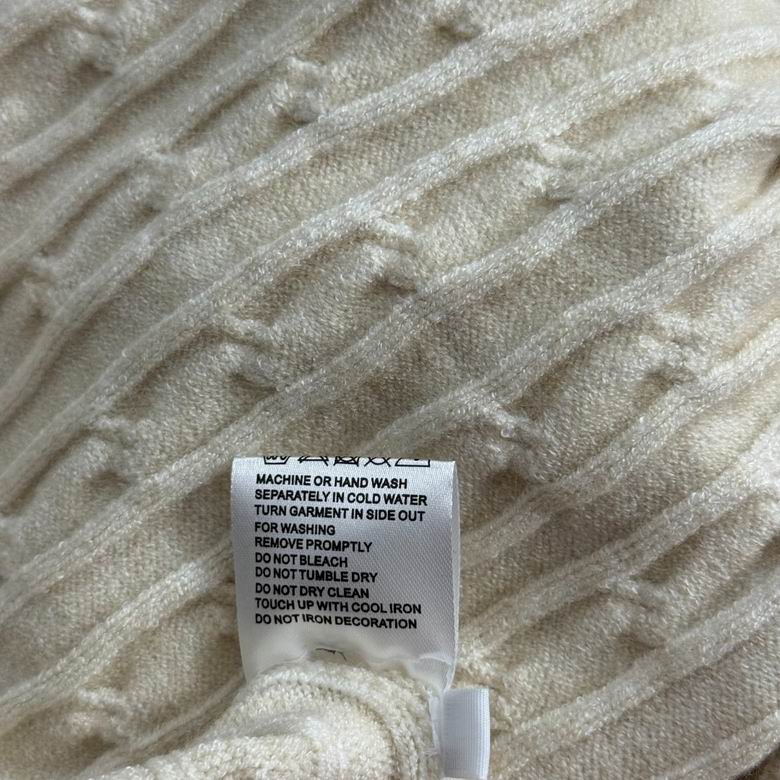 MACHINE OR HAND WASH
SEPARATELY IN COLD WATER
TURN GARMENT IN SIDE OUT
FOR WASHING
REMOVE PROMPTLY
DO NOT BLEACH
DO NOT TUMBLE DRY
DO NOT DRY CLEAN
TOUCH UP WITH COOL IRON
DO NOT IRON DECORATION